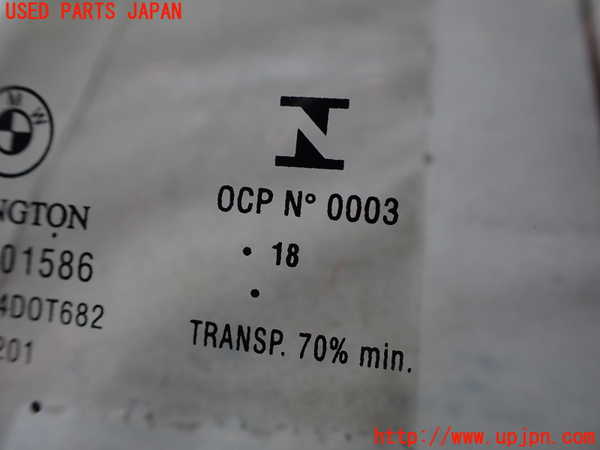 USED PARTS JAPAN
M W
NGTON
01586
4DOT682
201
OCP N° 0003
• 18
•
TRANSP. 70% min.
http://www.upjpn.com